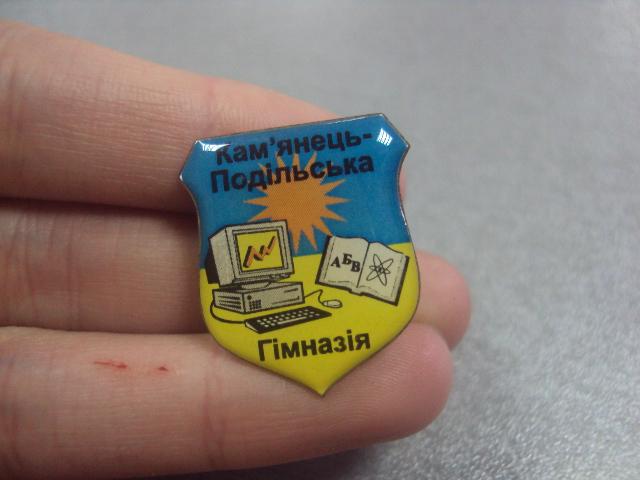 Кам'янець-
Подільська
АБВ
Гімназія